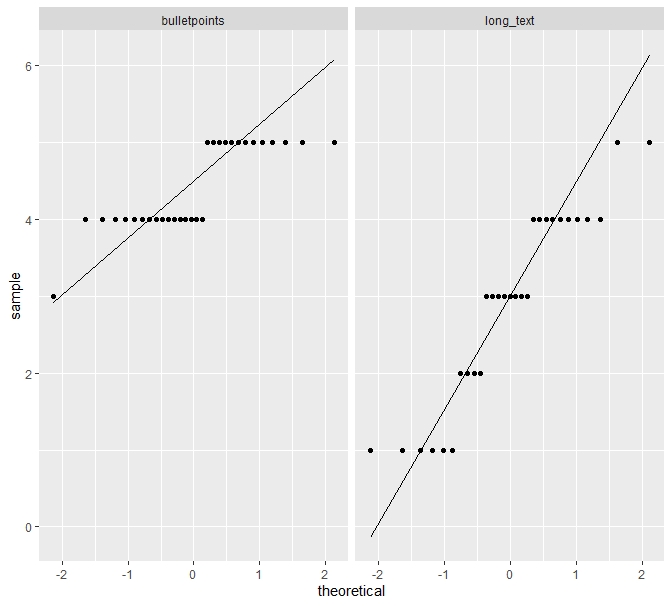 bulletpoints long_text
6
4
2
0
-2 -1 0 1 2 -2 -1 0 1 2
sample
theoretical